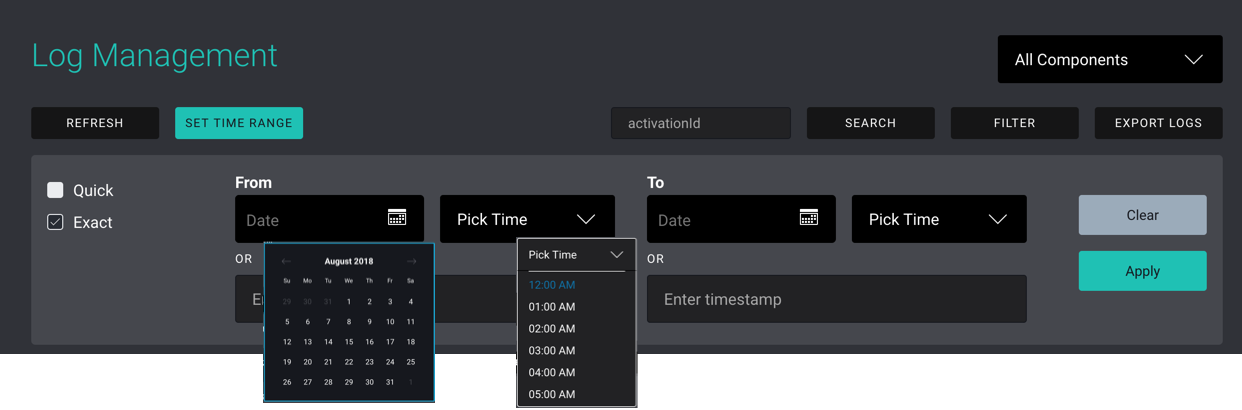 Log Management
All Components
REFRESH
SET TIME RANGE
activationId
SEARCH
FILTER
EXPORT LOGS
Quick
Exact
From
Date
Pick Time
To
Date
Pick Time
Clear
Apply
OR
OR
Enter timestamp
August 2018
Su Mo Tu We Th Fr Sa
29 30 31 1 2 3 4
5 6 7 8 9 10 11
12 13 14 15 16 17 18
19 20 21 22 23 24 25
26 27 28 29 30 31 1
Pick Time
12:00 AM
01:00 AM
02:00 AM
03:00 AM
04:00 AM
05:00 AM